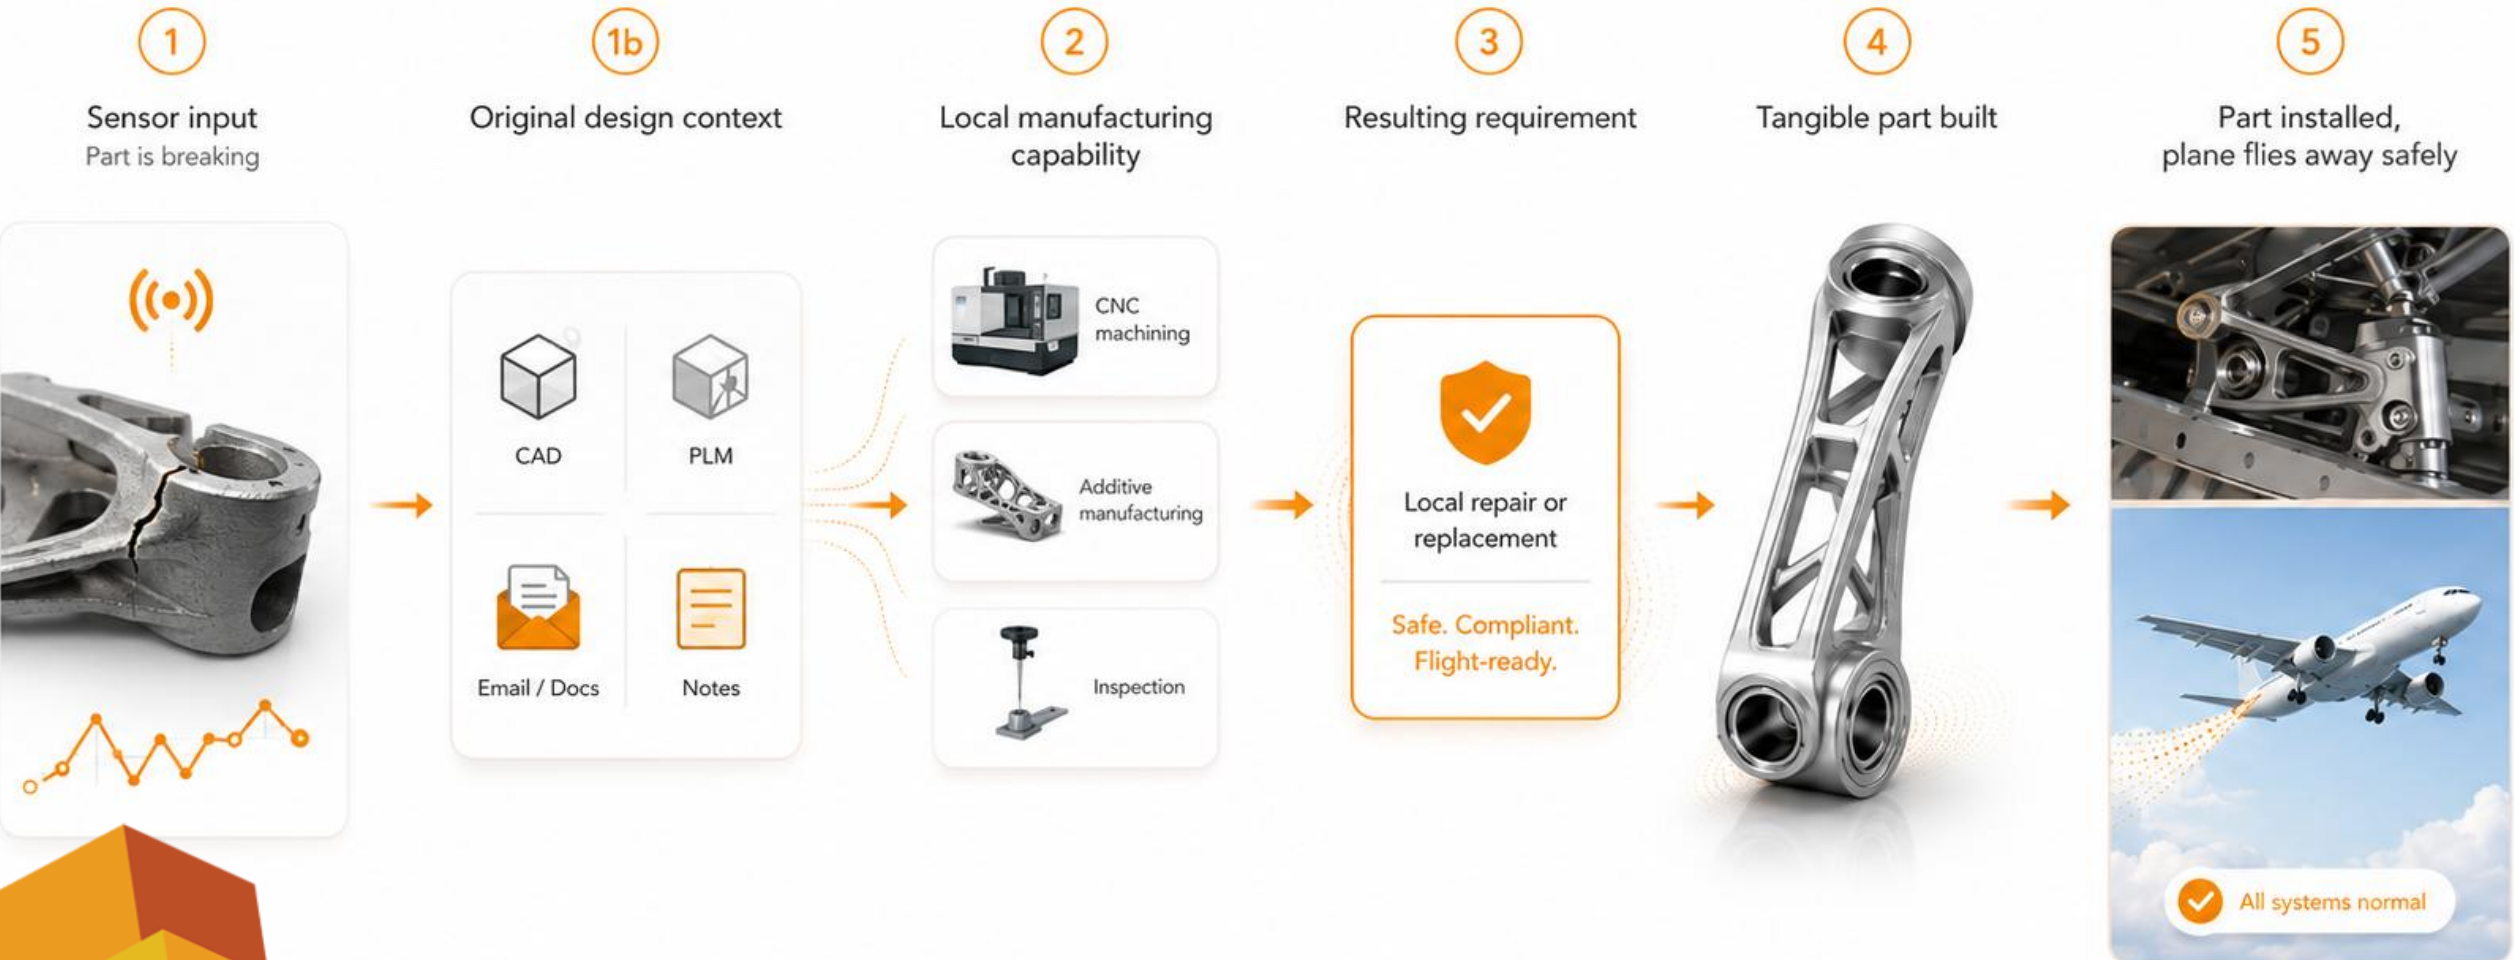 1
Sensor input
Part is breaking
1b
Original design context
CAD
PLM
Email / Docs
Notes
2
Local manufacturing
capability
CNC
machining
Additive
manufacturing
Inspection
3
Resulting requirement
Local repair or
replacement
Safe. Compliant.
Flight-ready.
4
Tangible part built
5
Part installed,
plane flies away safely
All systems normal